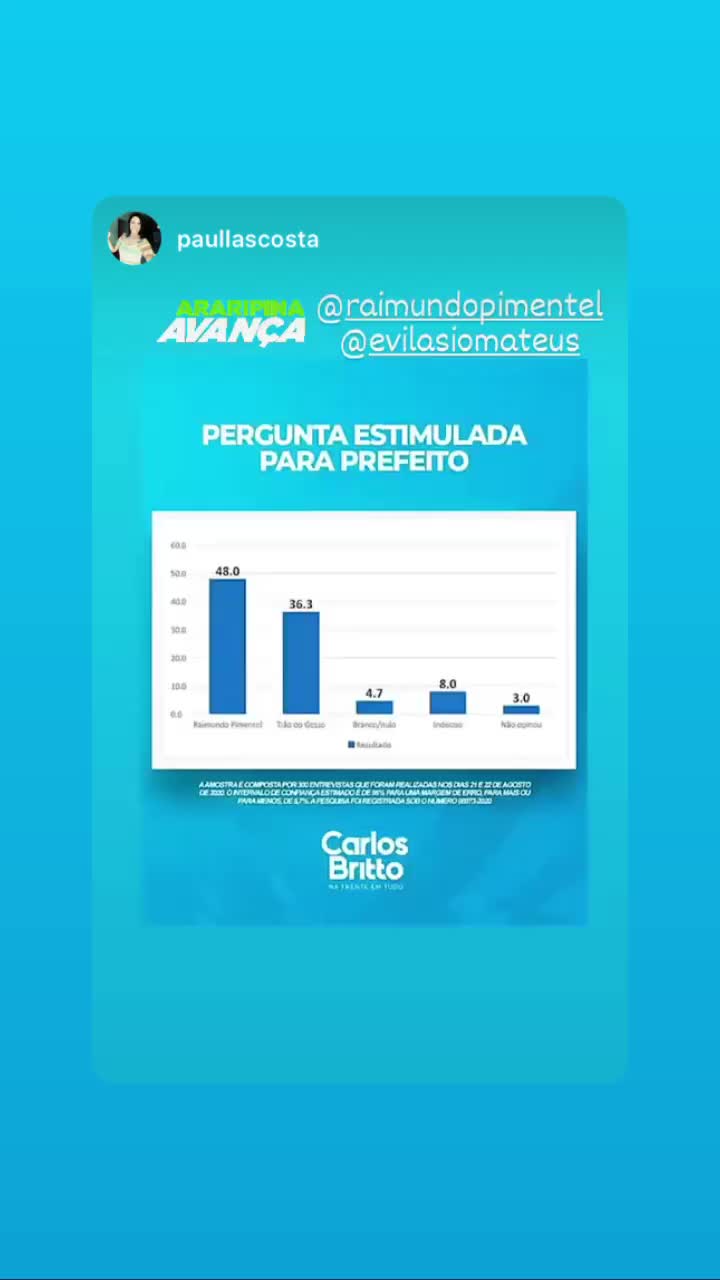 paullascosta
ARARIPINA
AVANÇA
@raimundopimentel
@evilasiomateus
PERGUNTA ESTIMULADA
PARA PREFEITO
60.0
50.0
40.0
30.0
20.0
10.0
0.0
48.0
36.3
4.7
8.0
3.0
Raimundo Pimentel
Tião do Gesso
Branco/nulo
Indeciso
Não opinou
Resultado
A AMOSTRA É COMPOSTA POR 300 ENTREVISTAS QUE FORAM REALIZADAS NOS DIAS 21 E 22 DE AGOSTO
DE 2020. O INTERVALO DE CONFIANÇA ESTIMADO É DE 95% PARA UMA MARGEM DE ERRO, PARA MAIS OU
PARA MENOS, DE 5,7%. A PESQUISA FOI REGISTRADA SOB O NÚMERO
Carlos
Britto
NA FRENTE EM TUDO